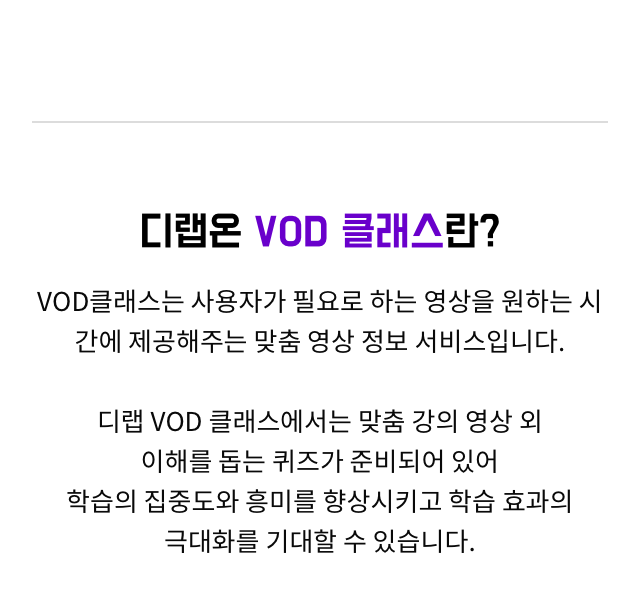 디랩온 VOD 클래스란?
VOD클래스는 사용자가 필요로 하는 영상을 원하는 시
간에 제공해주는 맞춤 영상 정보 서비스입니다.
디랩 VOD 클래스에서는 맞춤 강의 영상 외
이해를 돕는 퀴즈가 준비되어 있어
학습의 집중도와 흥미를 향상시키고 학습 효과의
극대화를 기대할 수 있습니다.